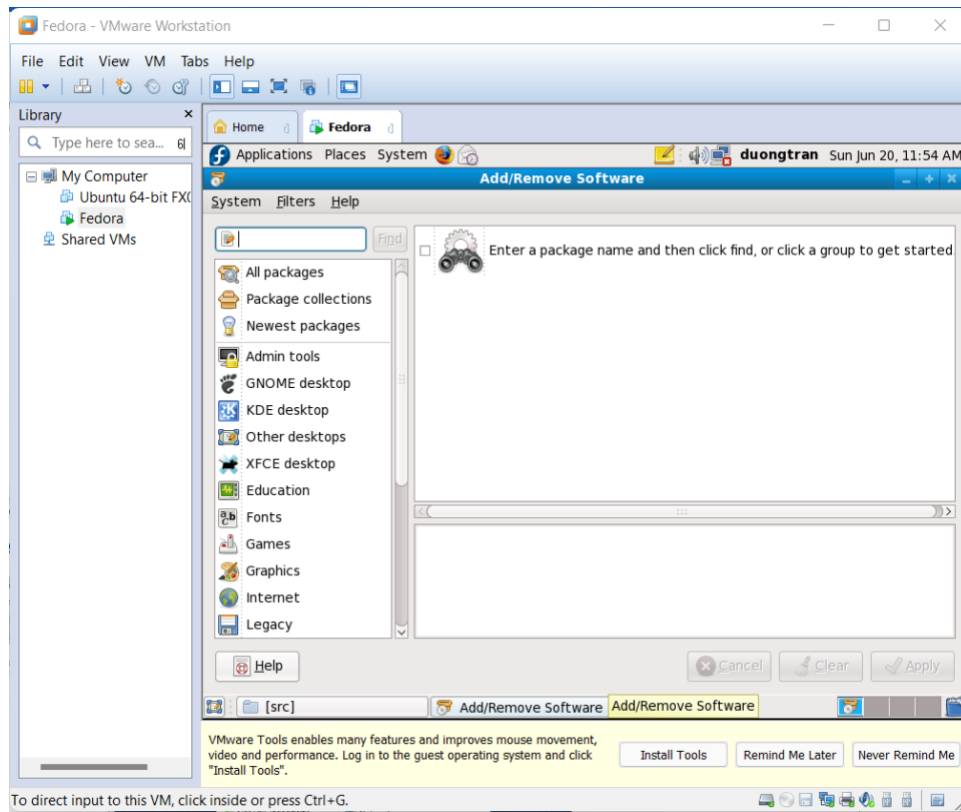 Fedora - VMware Workstation
File Edit View VM Tabs Help
Library
Type here to sea...
My Computer
Ubuntu 64-bit FX(
Fedora
Shared VMs
Home
Fedora
Applications Places System
duongtran Sun Jun 20, 11:54 AM
Add/Remove Software
System Filters Help
Find
Enter a package name and then click find, or click a group to get started.
All packages
Package collections
Newest packages
Admin tools
GNOME desktop
KDE desktop
Other desktops
XFCE desktop
Education
Fonts
Games
Graphics
Internet
Legacy
Help
Cancel
Clear
Apply
[src]
Add/Remove Software
Add/Remove Software
VMware Tools enables many features and improves mouse movement,
video and performance. Log in to the guest operating system and click
"Install Tools".
Install Tools
Remind Me Later
Never Remind Me
To direct input to this VM, click inside or press Ctrl+G.